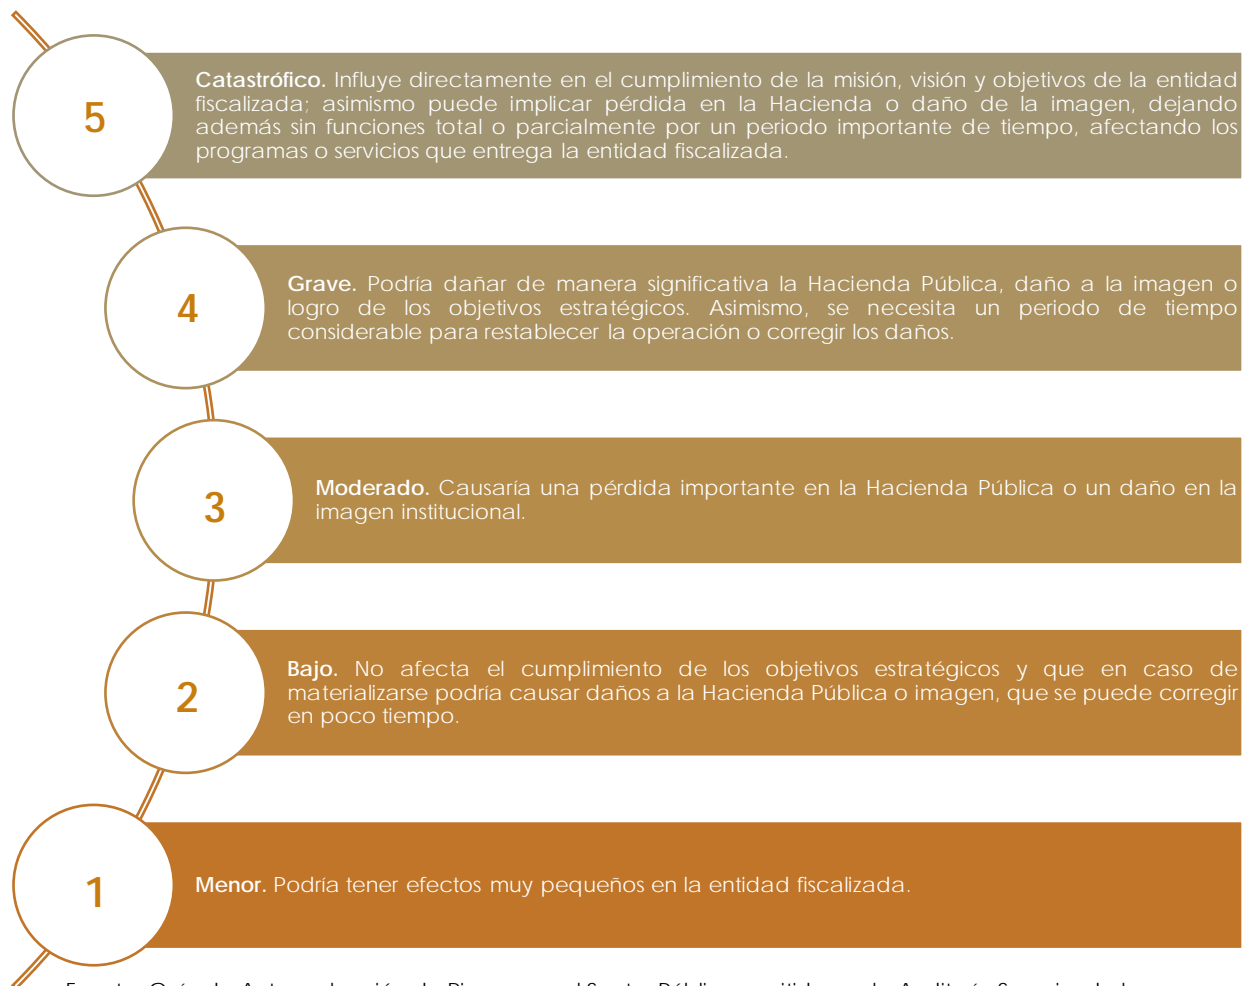 5
Catastrófico. Influye directamente en el cumplimiento de la misión, visión y objetivos de la entidad
fiscalizada; asimismo puede implicar pérdida en la Hacienda o daño de la imagen, dejando
además sin funciones total o parcialmente por un periodo importante de tiempo, afectando los
programas o servicios que entrega la entidad fiscalizada.
4
Grave. Podría dañar de manera significativa la Hacienda Pública, daño a la imagen o
logro de los objetivos estratégicos. Asimismo, se necesita un periodo de tiempo
considerable para restablecer la operación o corregir los daños.
3
Moderado. Causaría una pérdida importante en la Hacienda Pública o un daño en la
imagen institucional.
2
Bajo. No afecta el cumplimiento de los objetivos estratégicos y que en caso de
materializarse podría causar daños a la Hacienda Pública o imagen, que se puede corregir
en poco tiempo.
1
Menor. Podría tener efectos muy pequeños en la entidad fiscalizada.